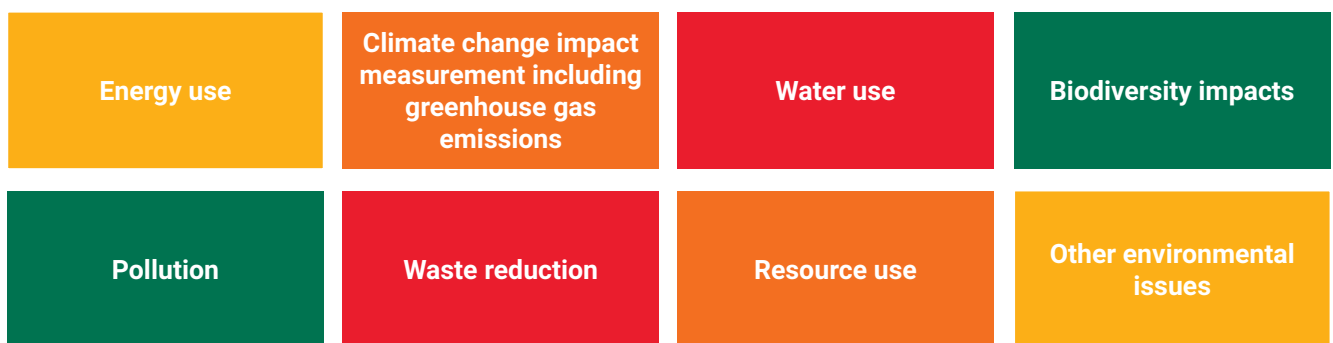 Energy use
Climate change impact
measurement including
greenhouse gas
emissions
Water use
Biodiversity impacts
Pollution
Waste reduction
Resource use
Other environmental
issues